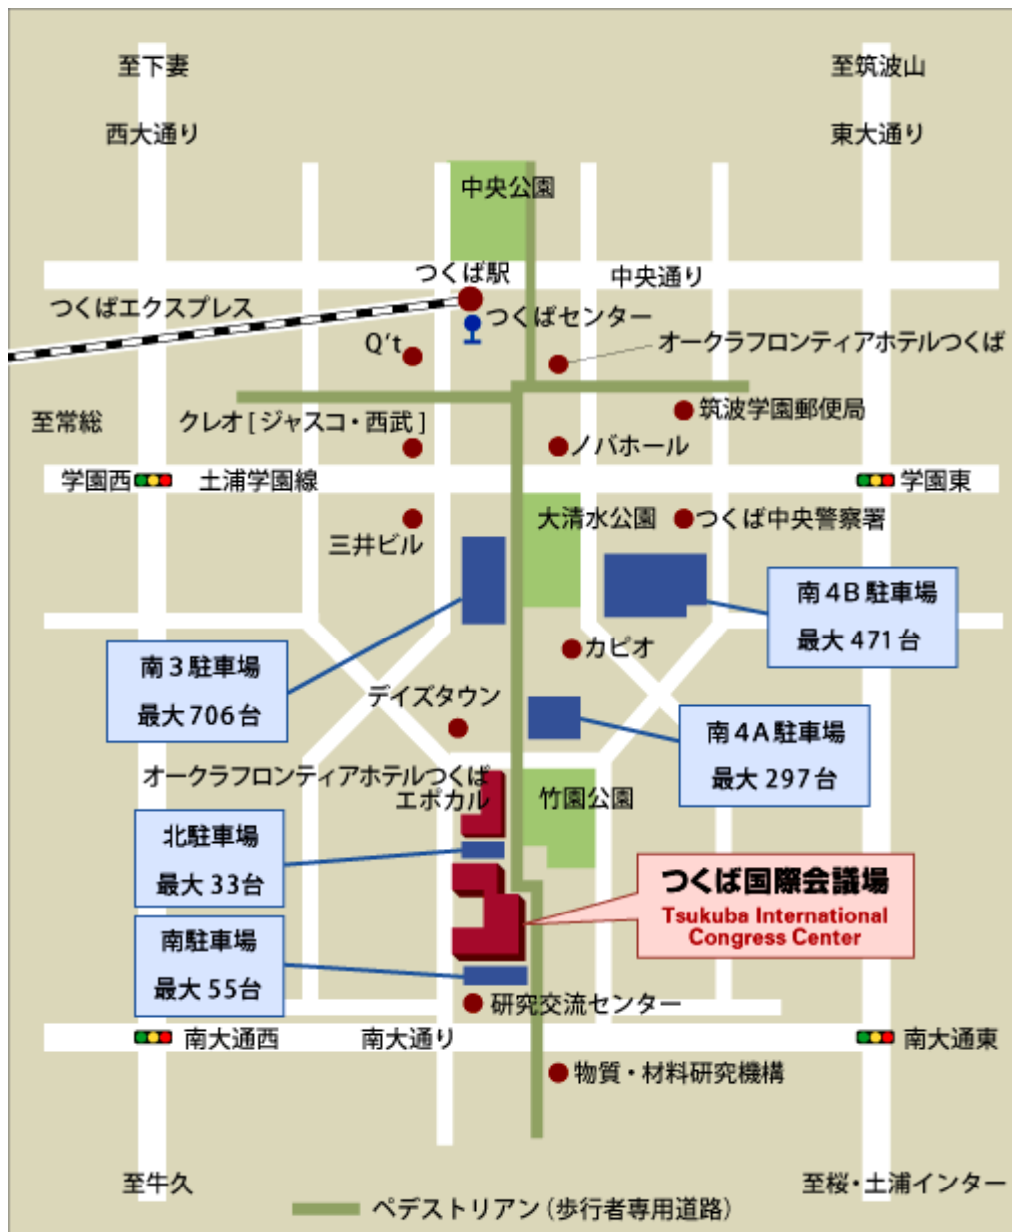 至下妻
至筑波山
西大通り
東大通り
中央公園
つくば駅
中央通り
つくばエクスプレス
つくばセンター
Q't
オークラフロンティアホテルつくば
至常総
クレオ [ ジャスコ・西武 ]
筑波学園郵便局
ノバホール
学園西
土浦学園線
学園東
大清水公園
つくば中央警察署
三井ビル
南4B駐車場
最大 471 台
カピオ
南3駐車場
最大 706 台
デイズタウン
南4A駐車場
最大 297 台
オークラフロンティアホテルつくば
エポカル
竹園公園
北駐車場
最大 33台
つくば国際会議場
Tsukuba International
Congress Center
南駐車場
最大 55台
研究交流センター
南大通西
南大通り
南大通東
物質・材料研究機構
至牛久
至桜・土浦インター
ペデストリアン(歩行者専用道路)